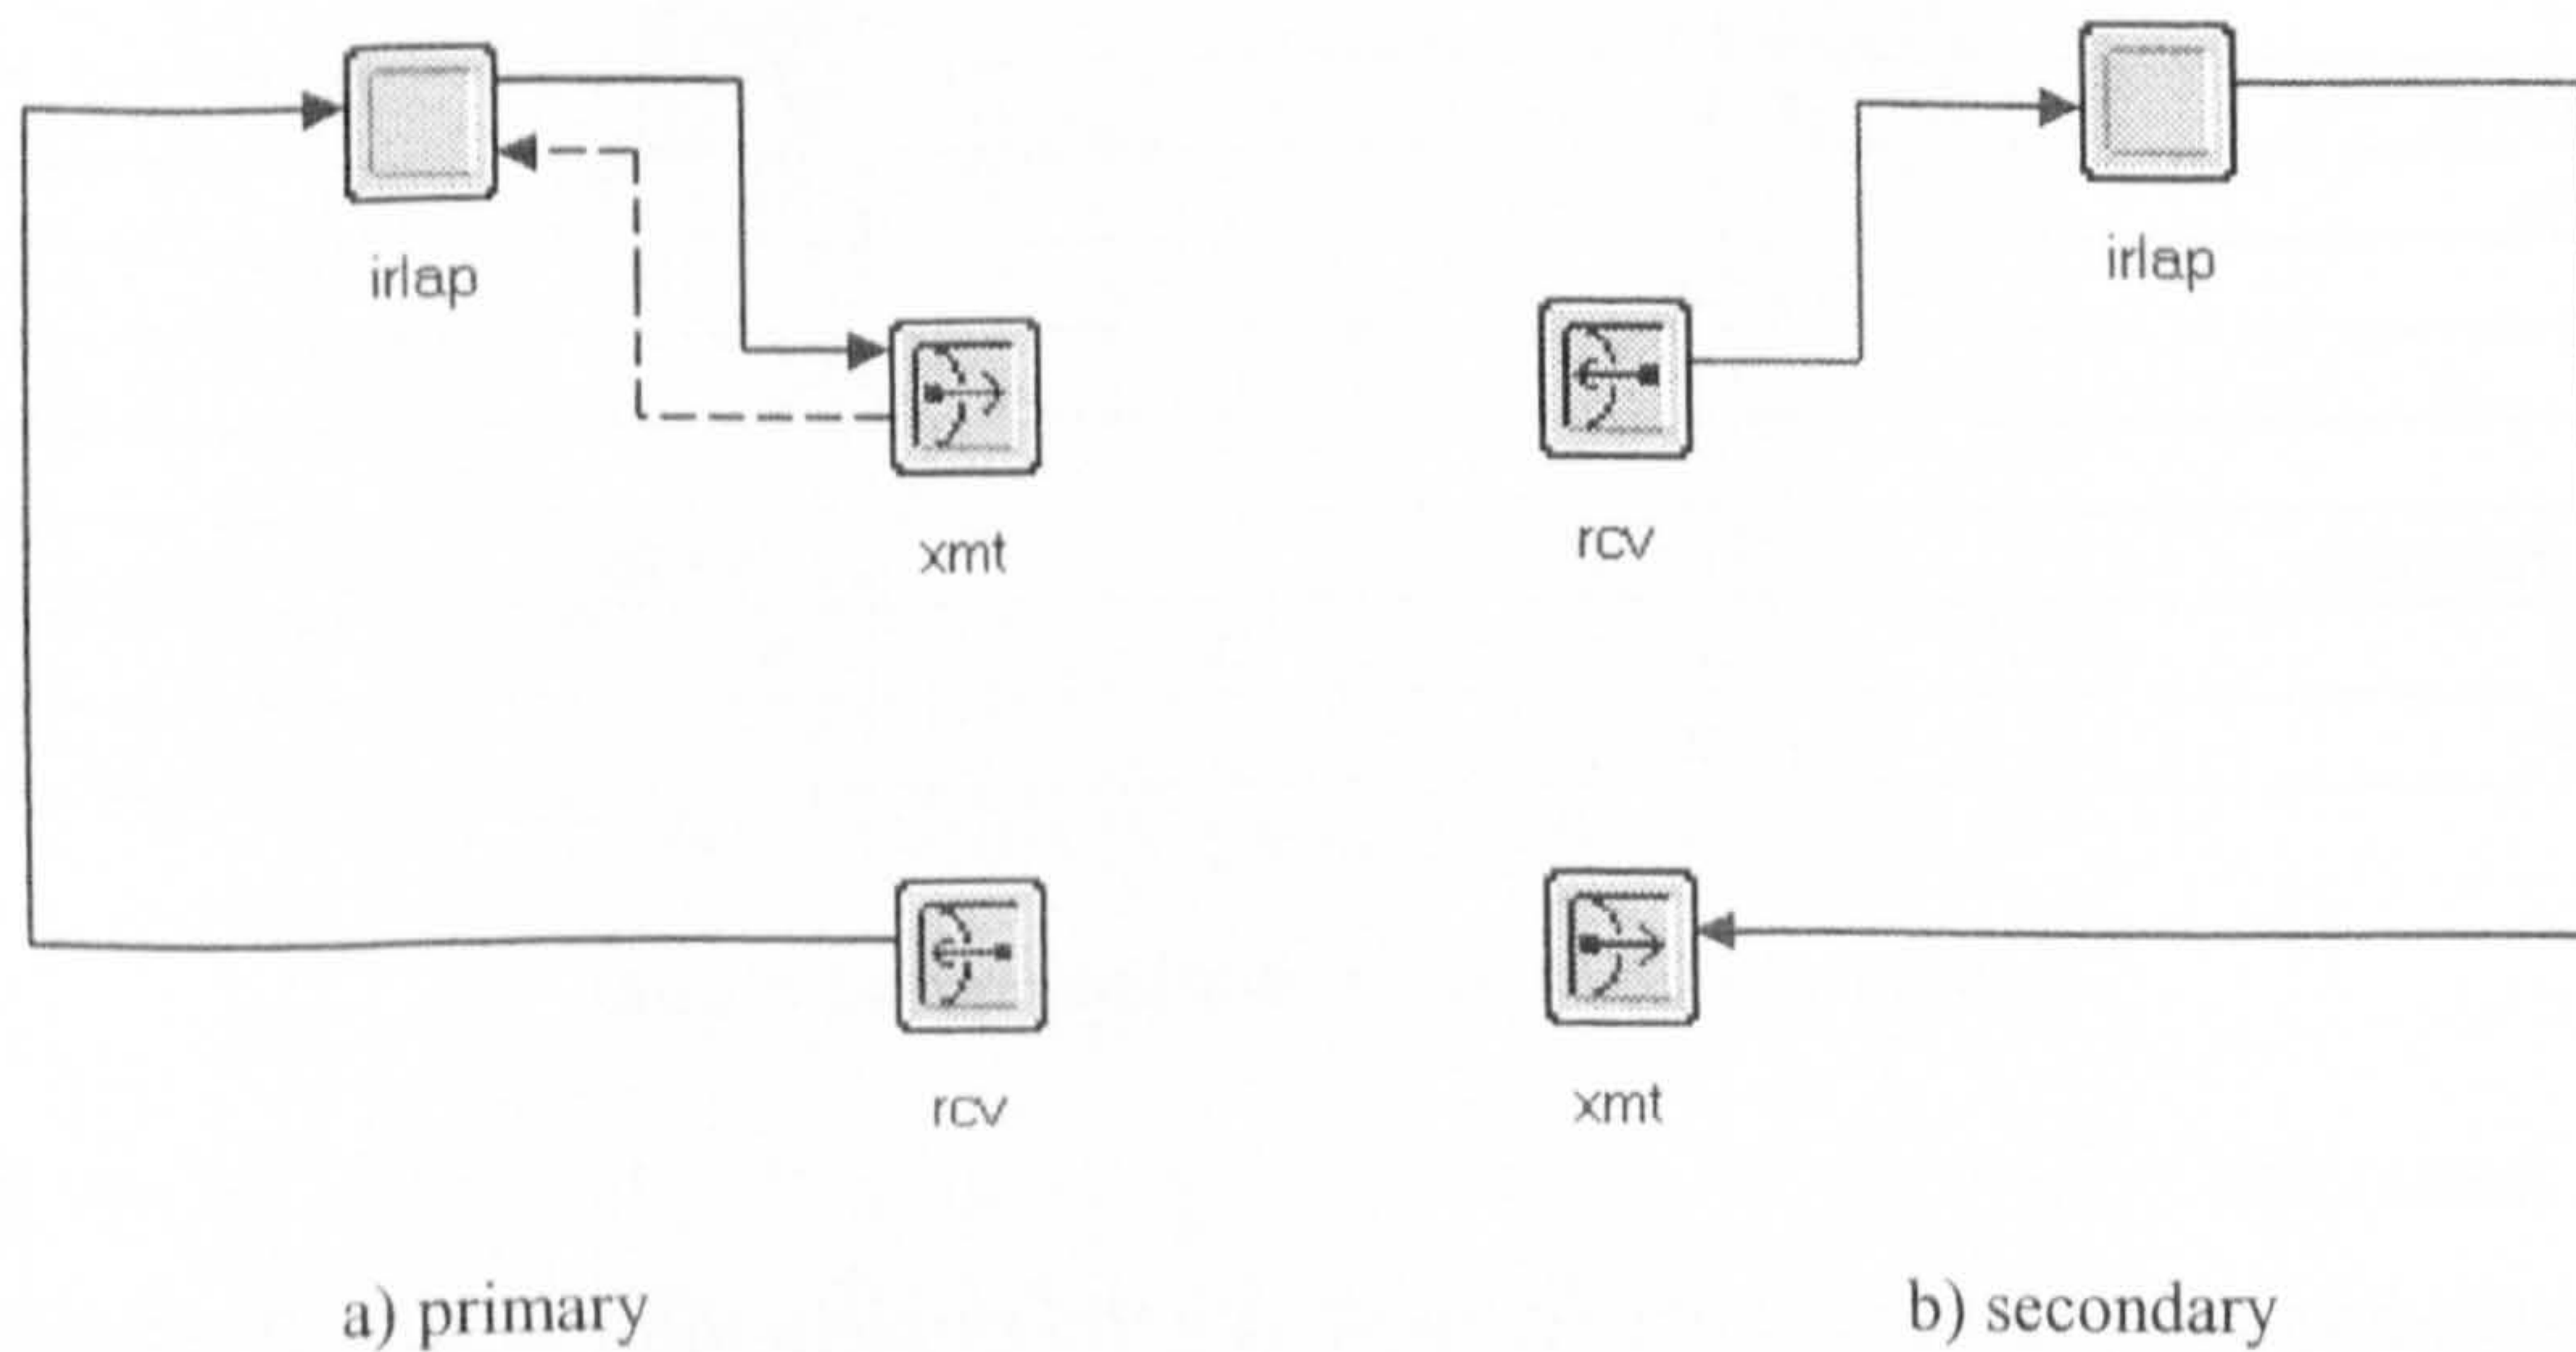 irlap
irlap
xmt
rcv
rcv
xmt
a) primary
b) secondary